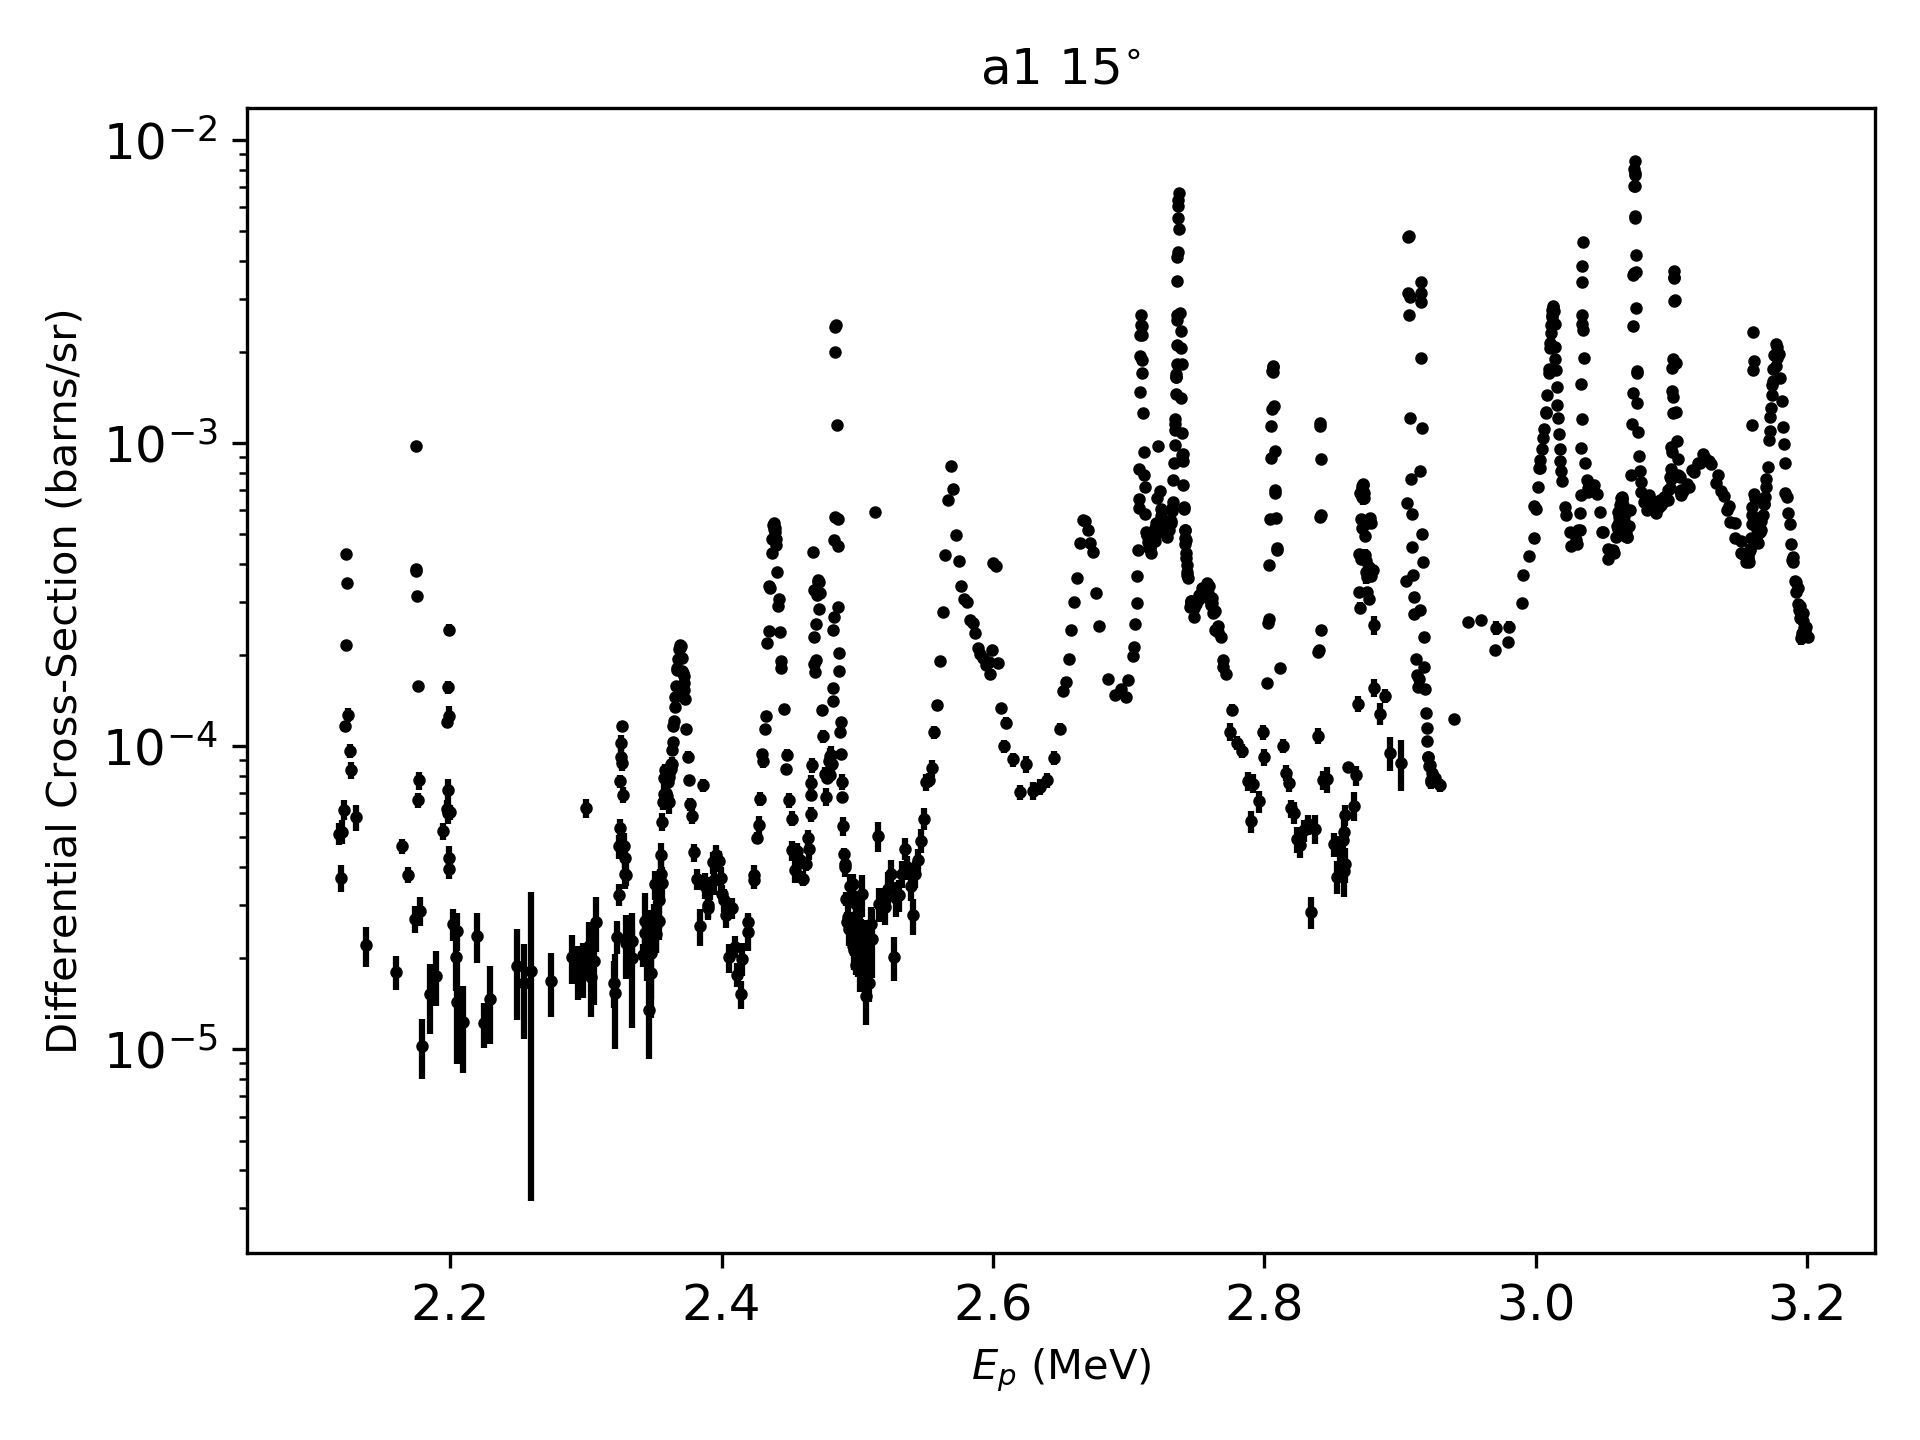 a1 15°
Differential Cross-Section (barns/sr)
10⁻²
10⁻³
10⁻⁴
10⁻⁵
2.2 2.4 2.6 2.8 3.0 3.2
Eₚ (MeV)